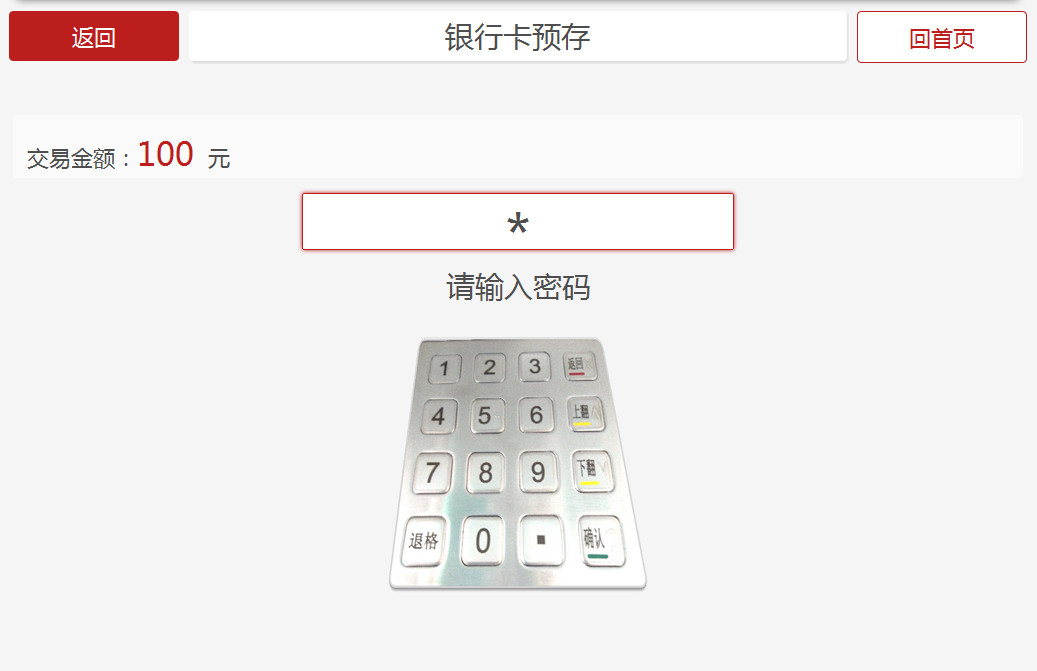 返回 银行卡预存 回首页
交易金额：100 元
*
请输入密码
1 2 3 返回
4 5 6 上翻
7 8 9 下翻
退格 0 . 确认